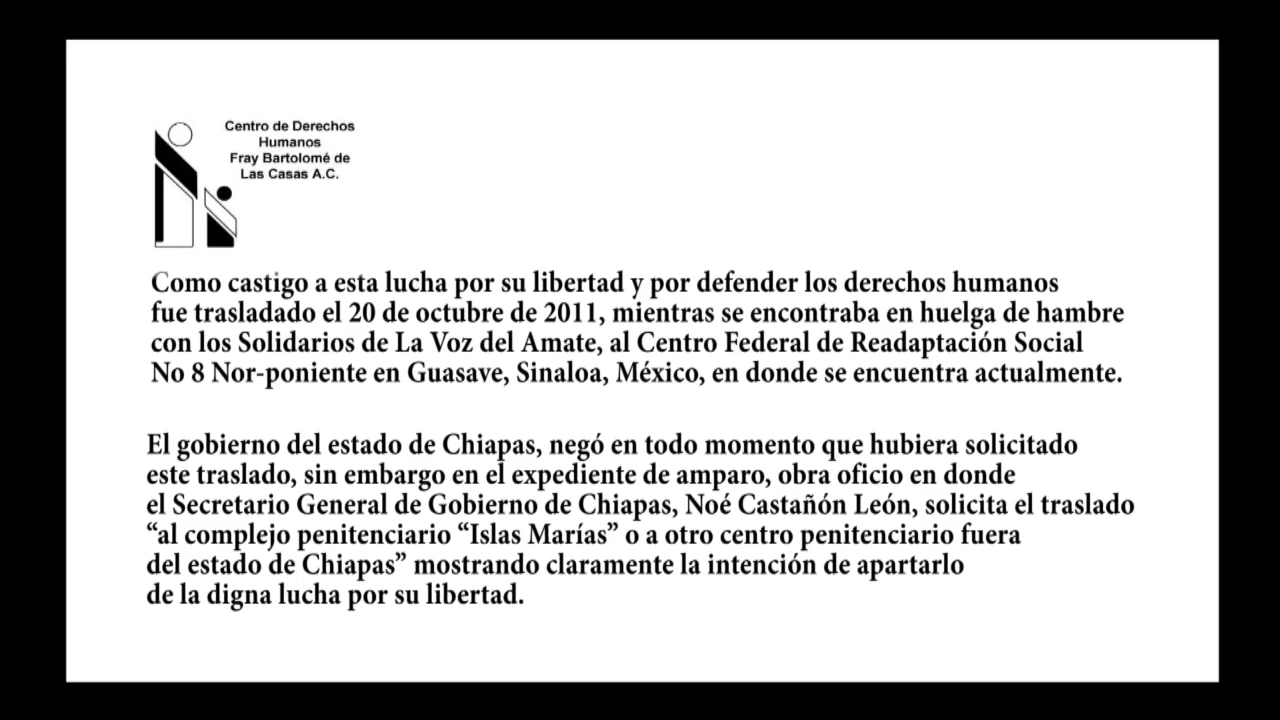 Centro de Derechos
Humanos
Fray Bartolomé de
Las Casas A.C.
Como castigo a esta lucha por su libertad y por defender los derechos humanos
fue trasladado el 20 de octubre de 2011, mientras se encontraba en huelga de hambre
con los Solidarios de La Voz del Amate, al Centro Federal de Readaptación Social
No 8 Nor-poniente en Guasave, Sinaloa, México, en donde se encuentra actualmente.
El gobierno del estado de Chiapas, negó en todo momento que hubiera solicitado
este traslado, sin embargo en el expediente de amparo, obra oficio en donde
el Secretario General de Gobierno de Chiapas, Noé Castañón León, solicita el traslado
“al complejo penitenciario “Islas Marías” o a otro centro penitenciario fuera
del estado de Chiapas” mostrando claramente la intención de apartarlo
de la digna lucha por su libertad.